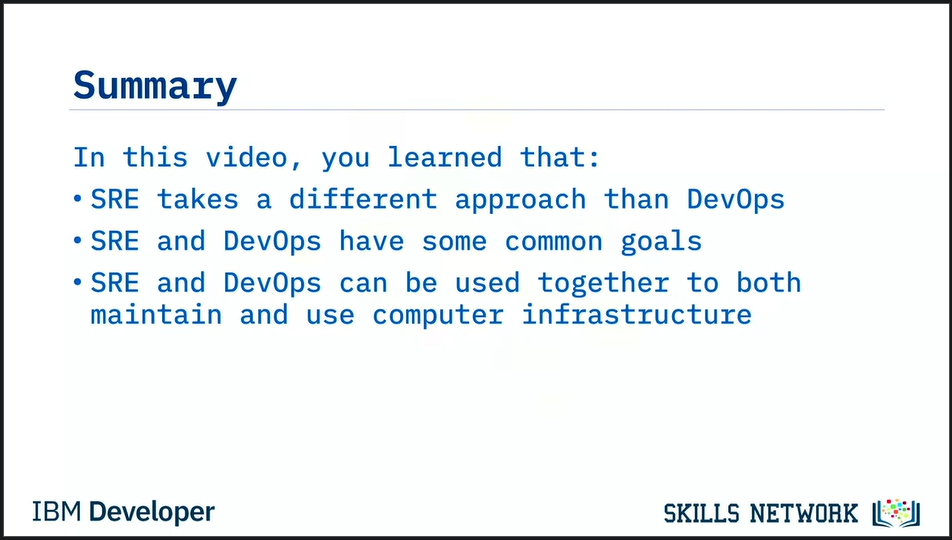 Summary
In this video, you learned that:
• SRE takes a different approach than DevOps
• SRE and DevOps have some common goals
• SRE and DevOps can be used together to both
maintain and use computer infrastructure
IBM Developer
SKILLS NETWORK